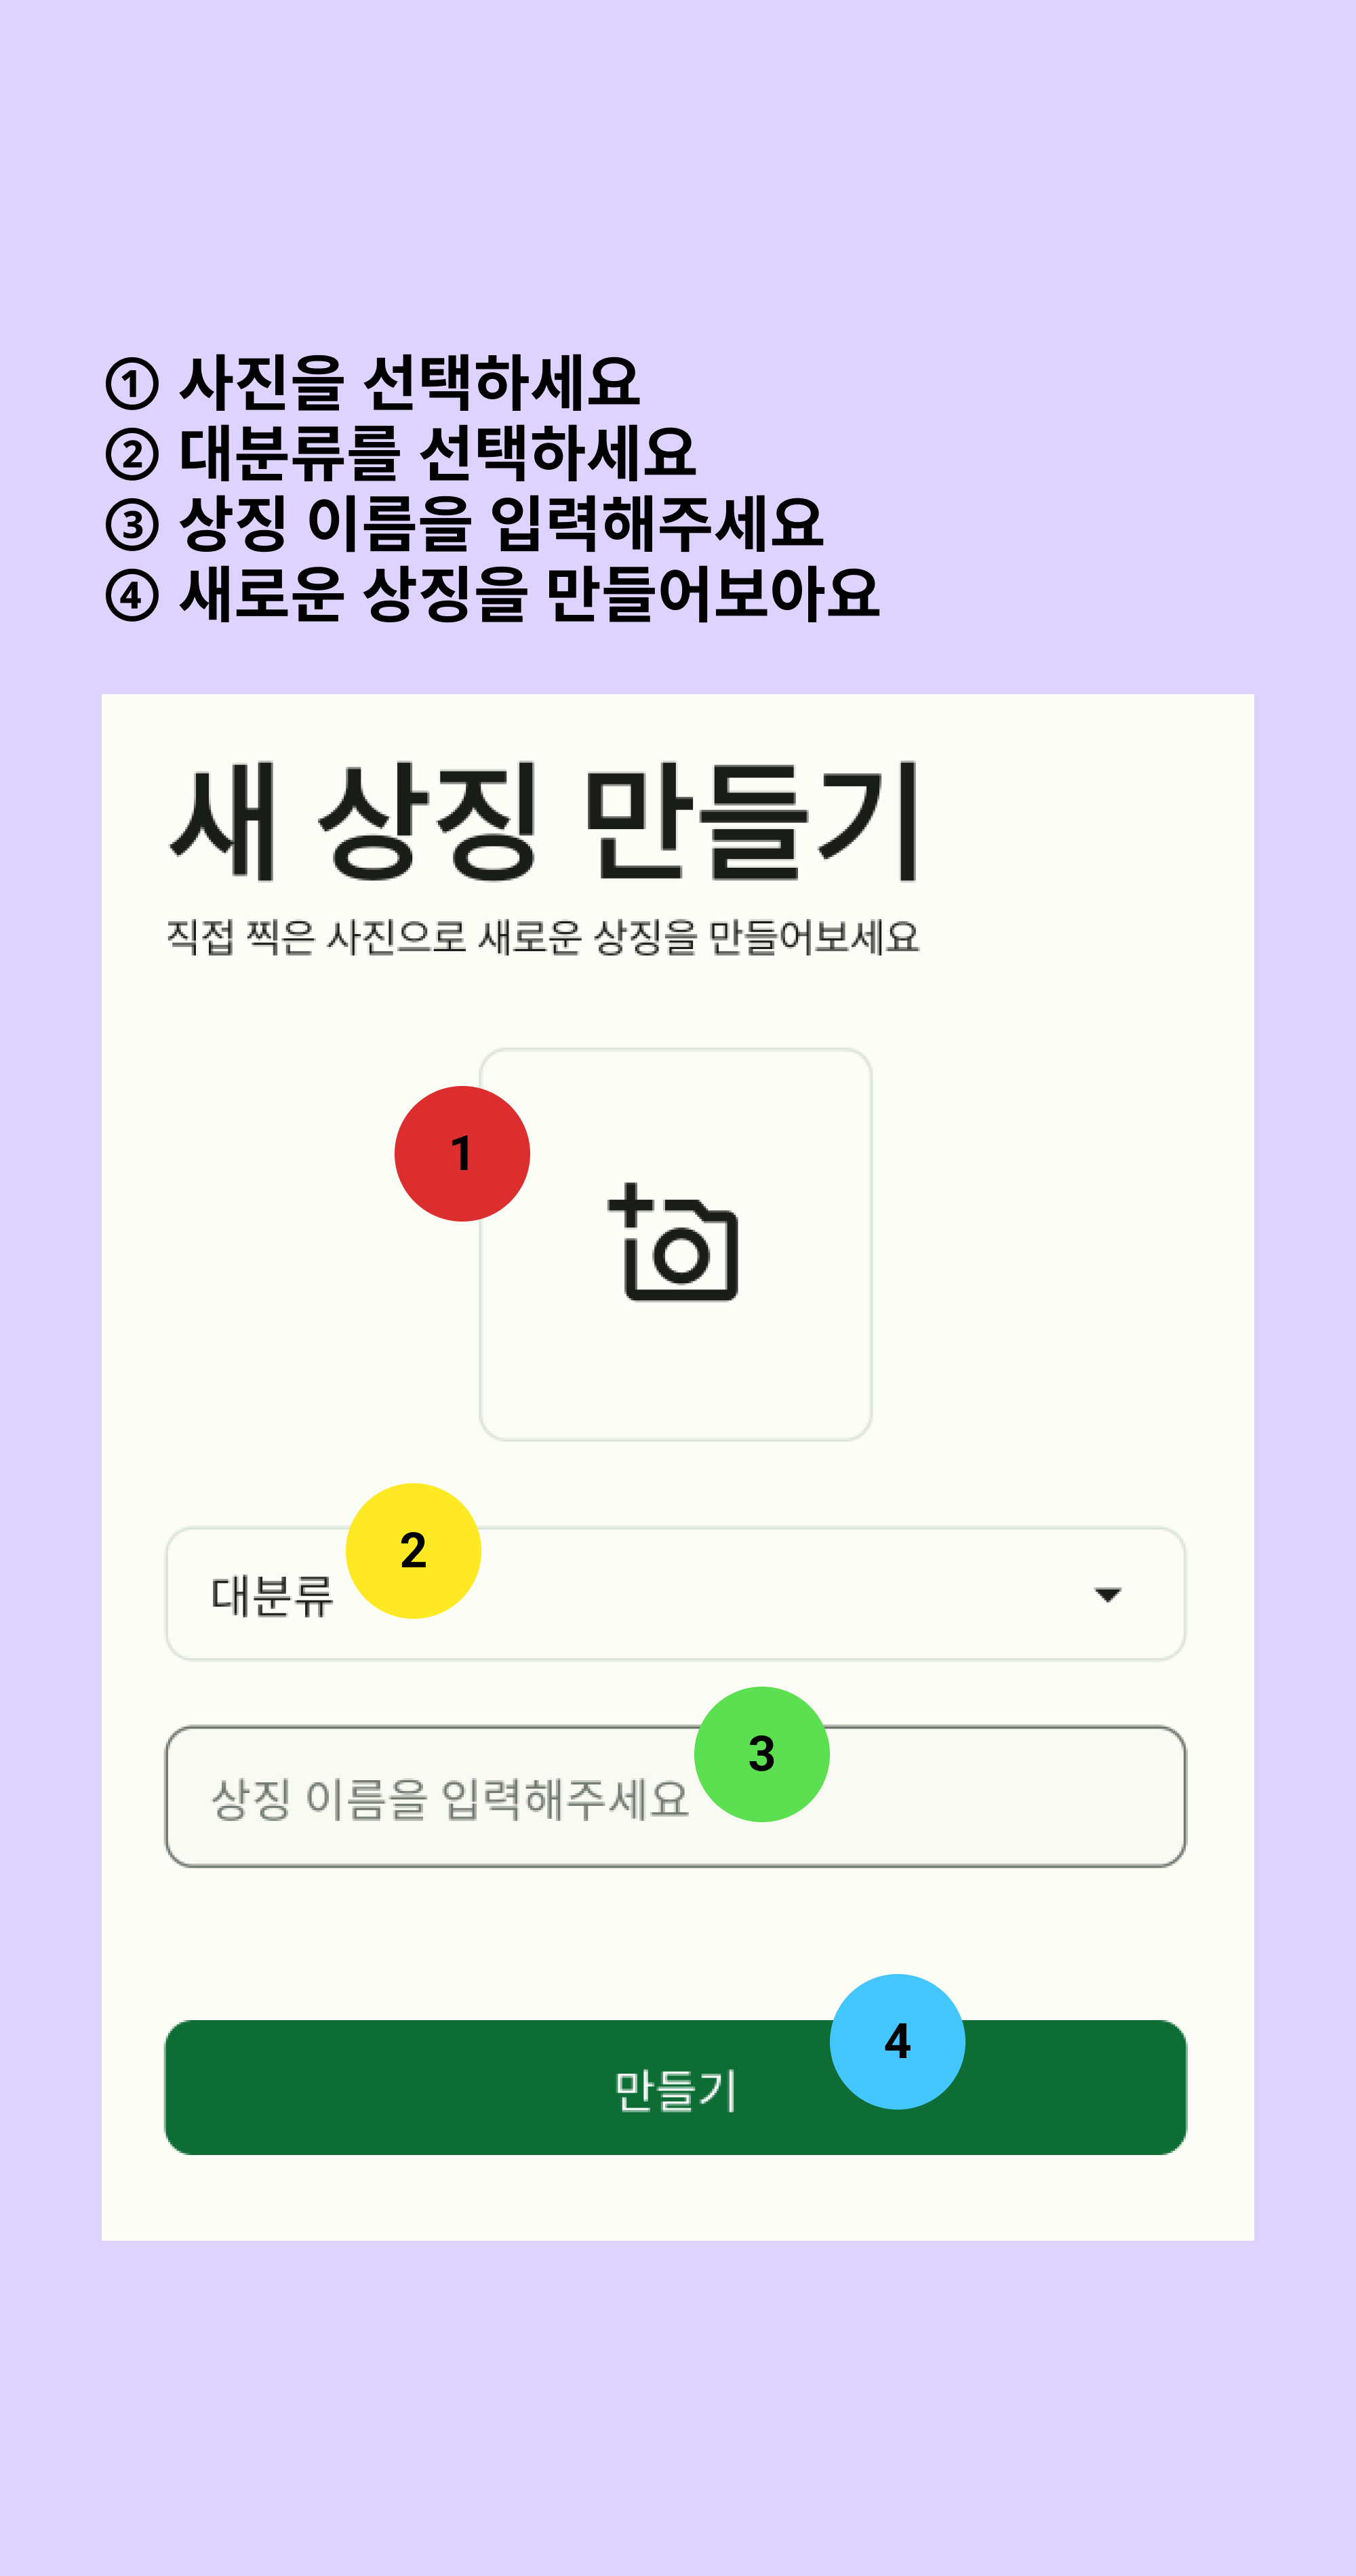 ① 사진을 선택하세요
② 대분류를 선택하세요
③ 상징 이름을 입력해주세요
④ 새로운 상징을 만들어보아요
새 상징 만들기
직접 찍은 사진으로 새로운 상징을 만들어보세요
1
2
대분류
3
상징 이름을 입력해주세요
4
만들기